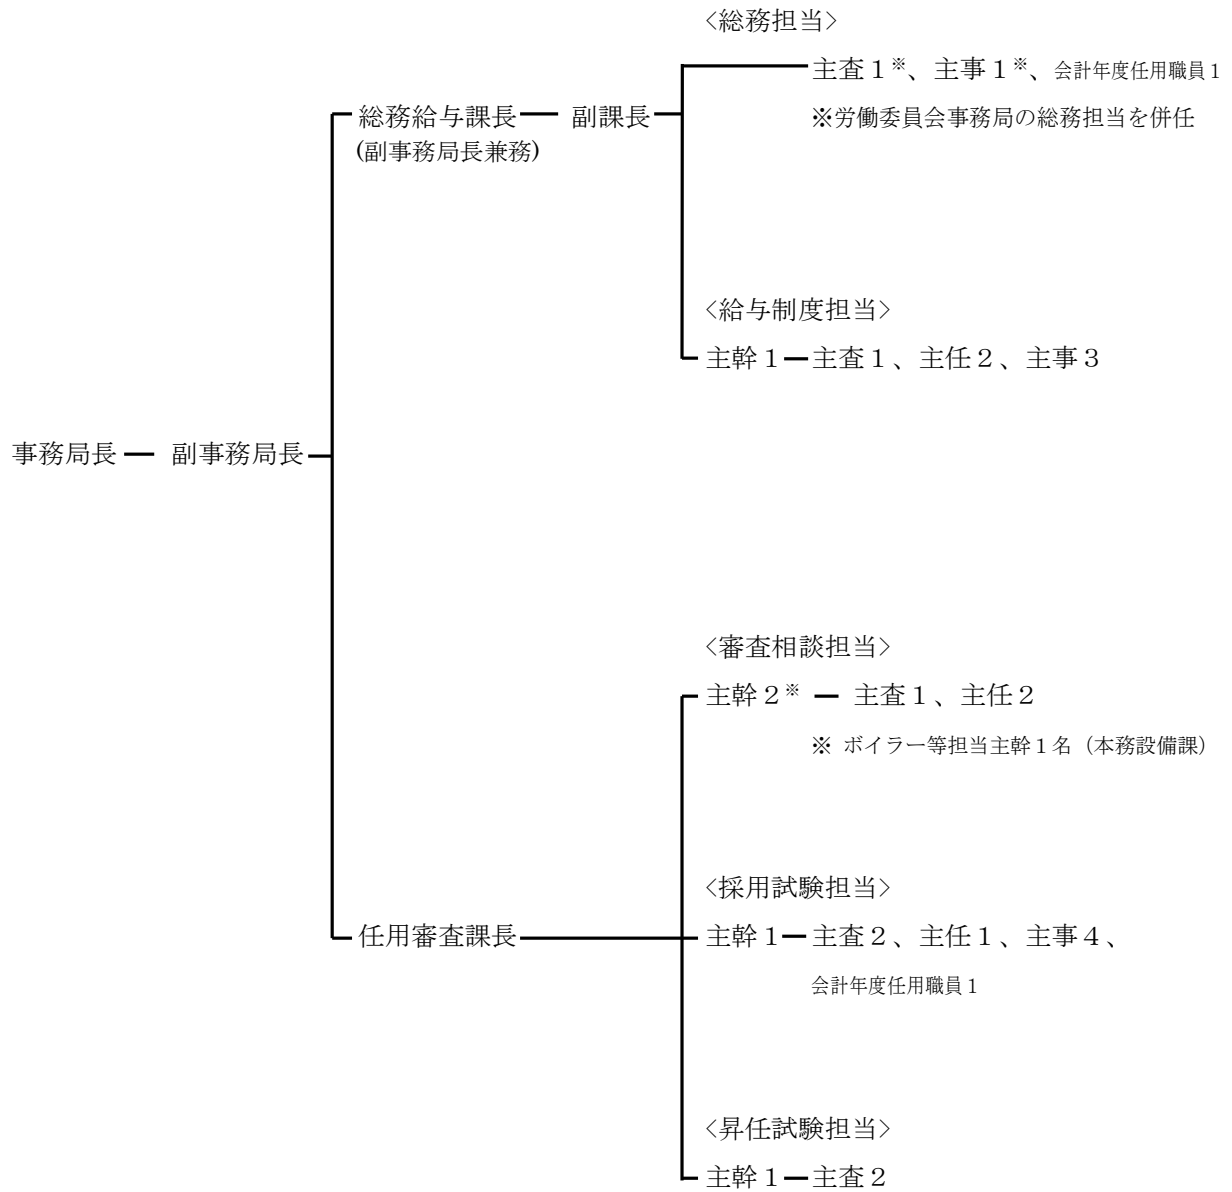 〈総務担当〉
主査１※、主事１※、会計年度任用職員１
総務給与課長 副課長
※労働委員会事務局の総務担当を併任
(副事務局長兼務)
〈給与制度担当〉
主幹１ 主査１、主任２、主事３
事務局長 副事務局長
〈審査相談担当〉
主幹２※ 主査１、主任２
※ ボイラー等担当主幹１名（本務設備課）
〈採用試験担当〉
任用審査課長 主幹１ 主査２、主任１、主事４、
会計年度任用職員１
〈昇任試験担当〉
主幹１ 主査２